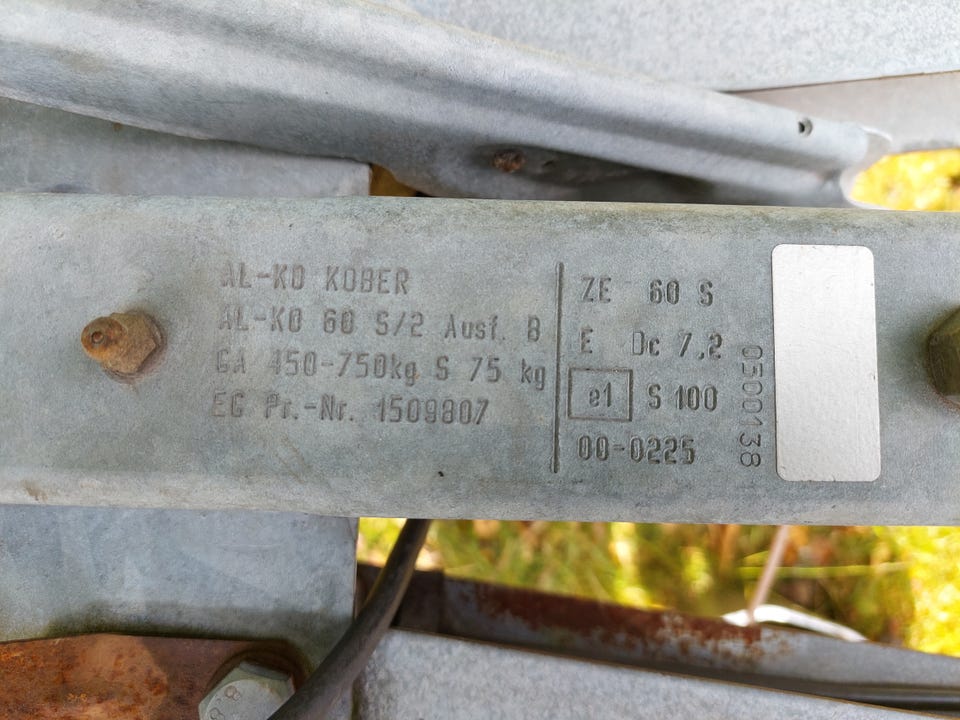 AL-KO KOBER
AL-KO 60 S/2 Ausf. B
GA 450-750kg S 75 kg
EG Pr.-Nr. 1509807
ZE 60 S
E Dc 7.2
e1 S 100
00-0225
0500138